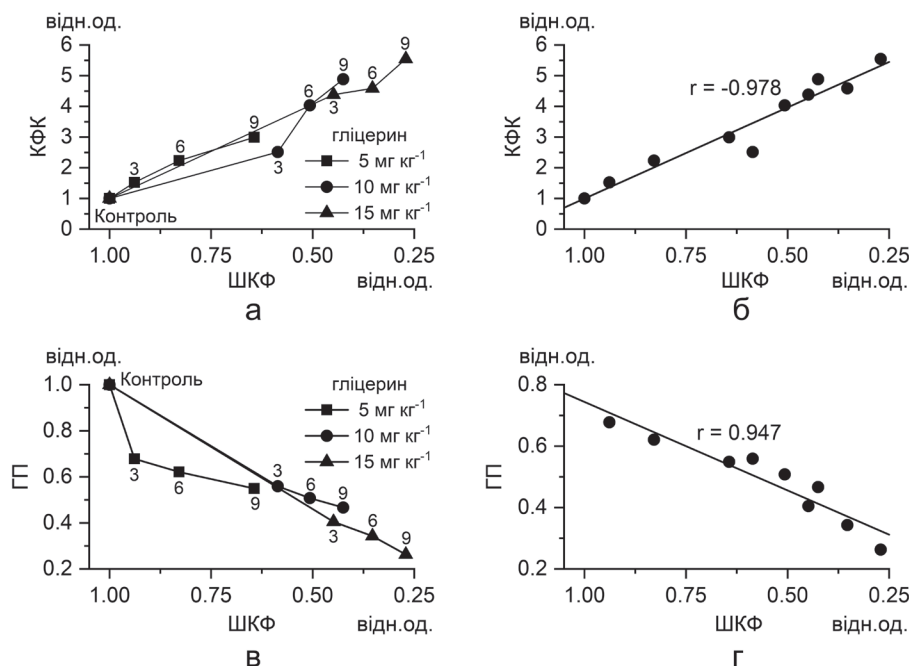 відн.од.
КФК
6
5
4
3
2
1
0
9
6
9
6
9
6
3
3
3
гліцерин
5 мг кг⁻¹
10 мг кг⁻¹
15 мг кг⁻¹
Контроль
1.00 0.75 0.50 0.25
ШКФ відн.од.
а
відн.од.
КФК
6
5
4
3
2
1
0
r = -0.978
1.00 0.75 0.50 0.25
ШКФ відн.од.
б
відн.од.
ГП
1.0
0.8
0.6
0.4
0.2
Контроль
гліцерин
5 мг кг⁻¹
10 мг кг⁻¹
15 мг кг⁻¹
3
6
9
3
6
9
3
6
9
1.00 0.75 0.50 0.25
ШКФ відн.од.
в
відн.од.
ГП
0.8
0.6
0.4
0.2
r = 0.947
1.00 0.75 0.50 0.25
ШКФ відн.од.
г